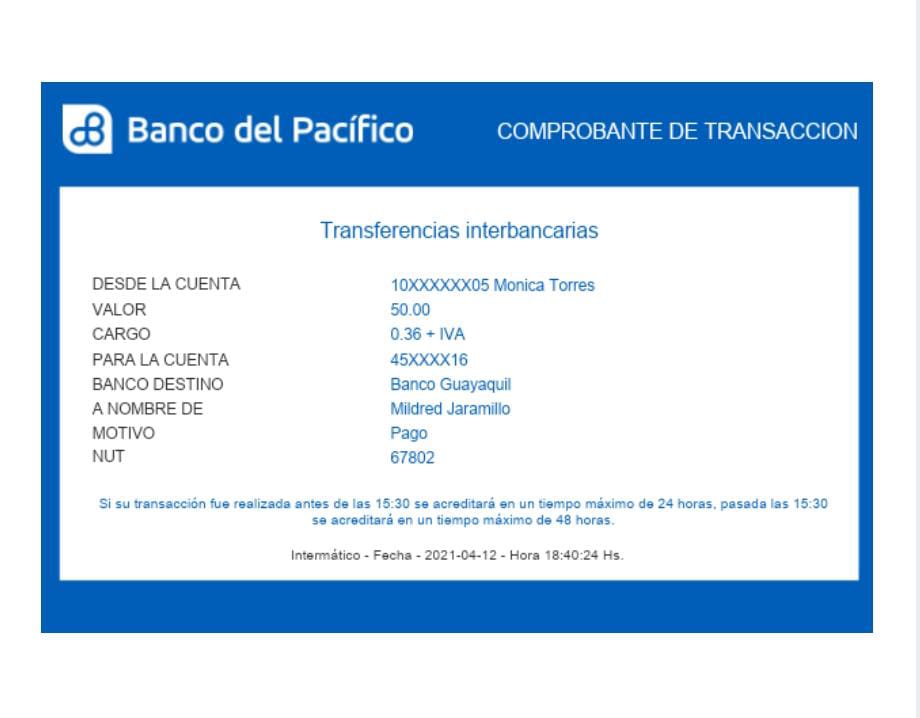 Banco del Pacífico COMPROBANTE DE TRANSACCION
Transferencias interbancarias
DESDE LA CUENTA 10XXXXXX05 Monica Torres
VALOR 50.00
CARGO 0.36 + IVA
PARA LA CUENTA 45XXXX16
BANCO DESTINO Banco Guayaquil
A NOMBRE DE Mildred Jaramillo
MOTIVO Pago
NUT 67802
Si su transacción fue realizada antes de las 15:30 se acreditará en un tiempo máximo de 24 horas, pasada las 15:30
se acreditará en un tiempo máximo de 48 horas.
Intermático - Fecha - 2021-04-12 - Hora 18:40:24 Hs.